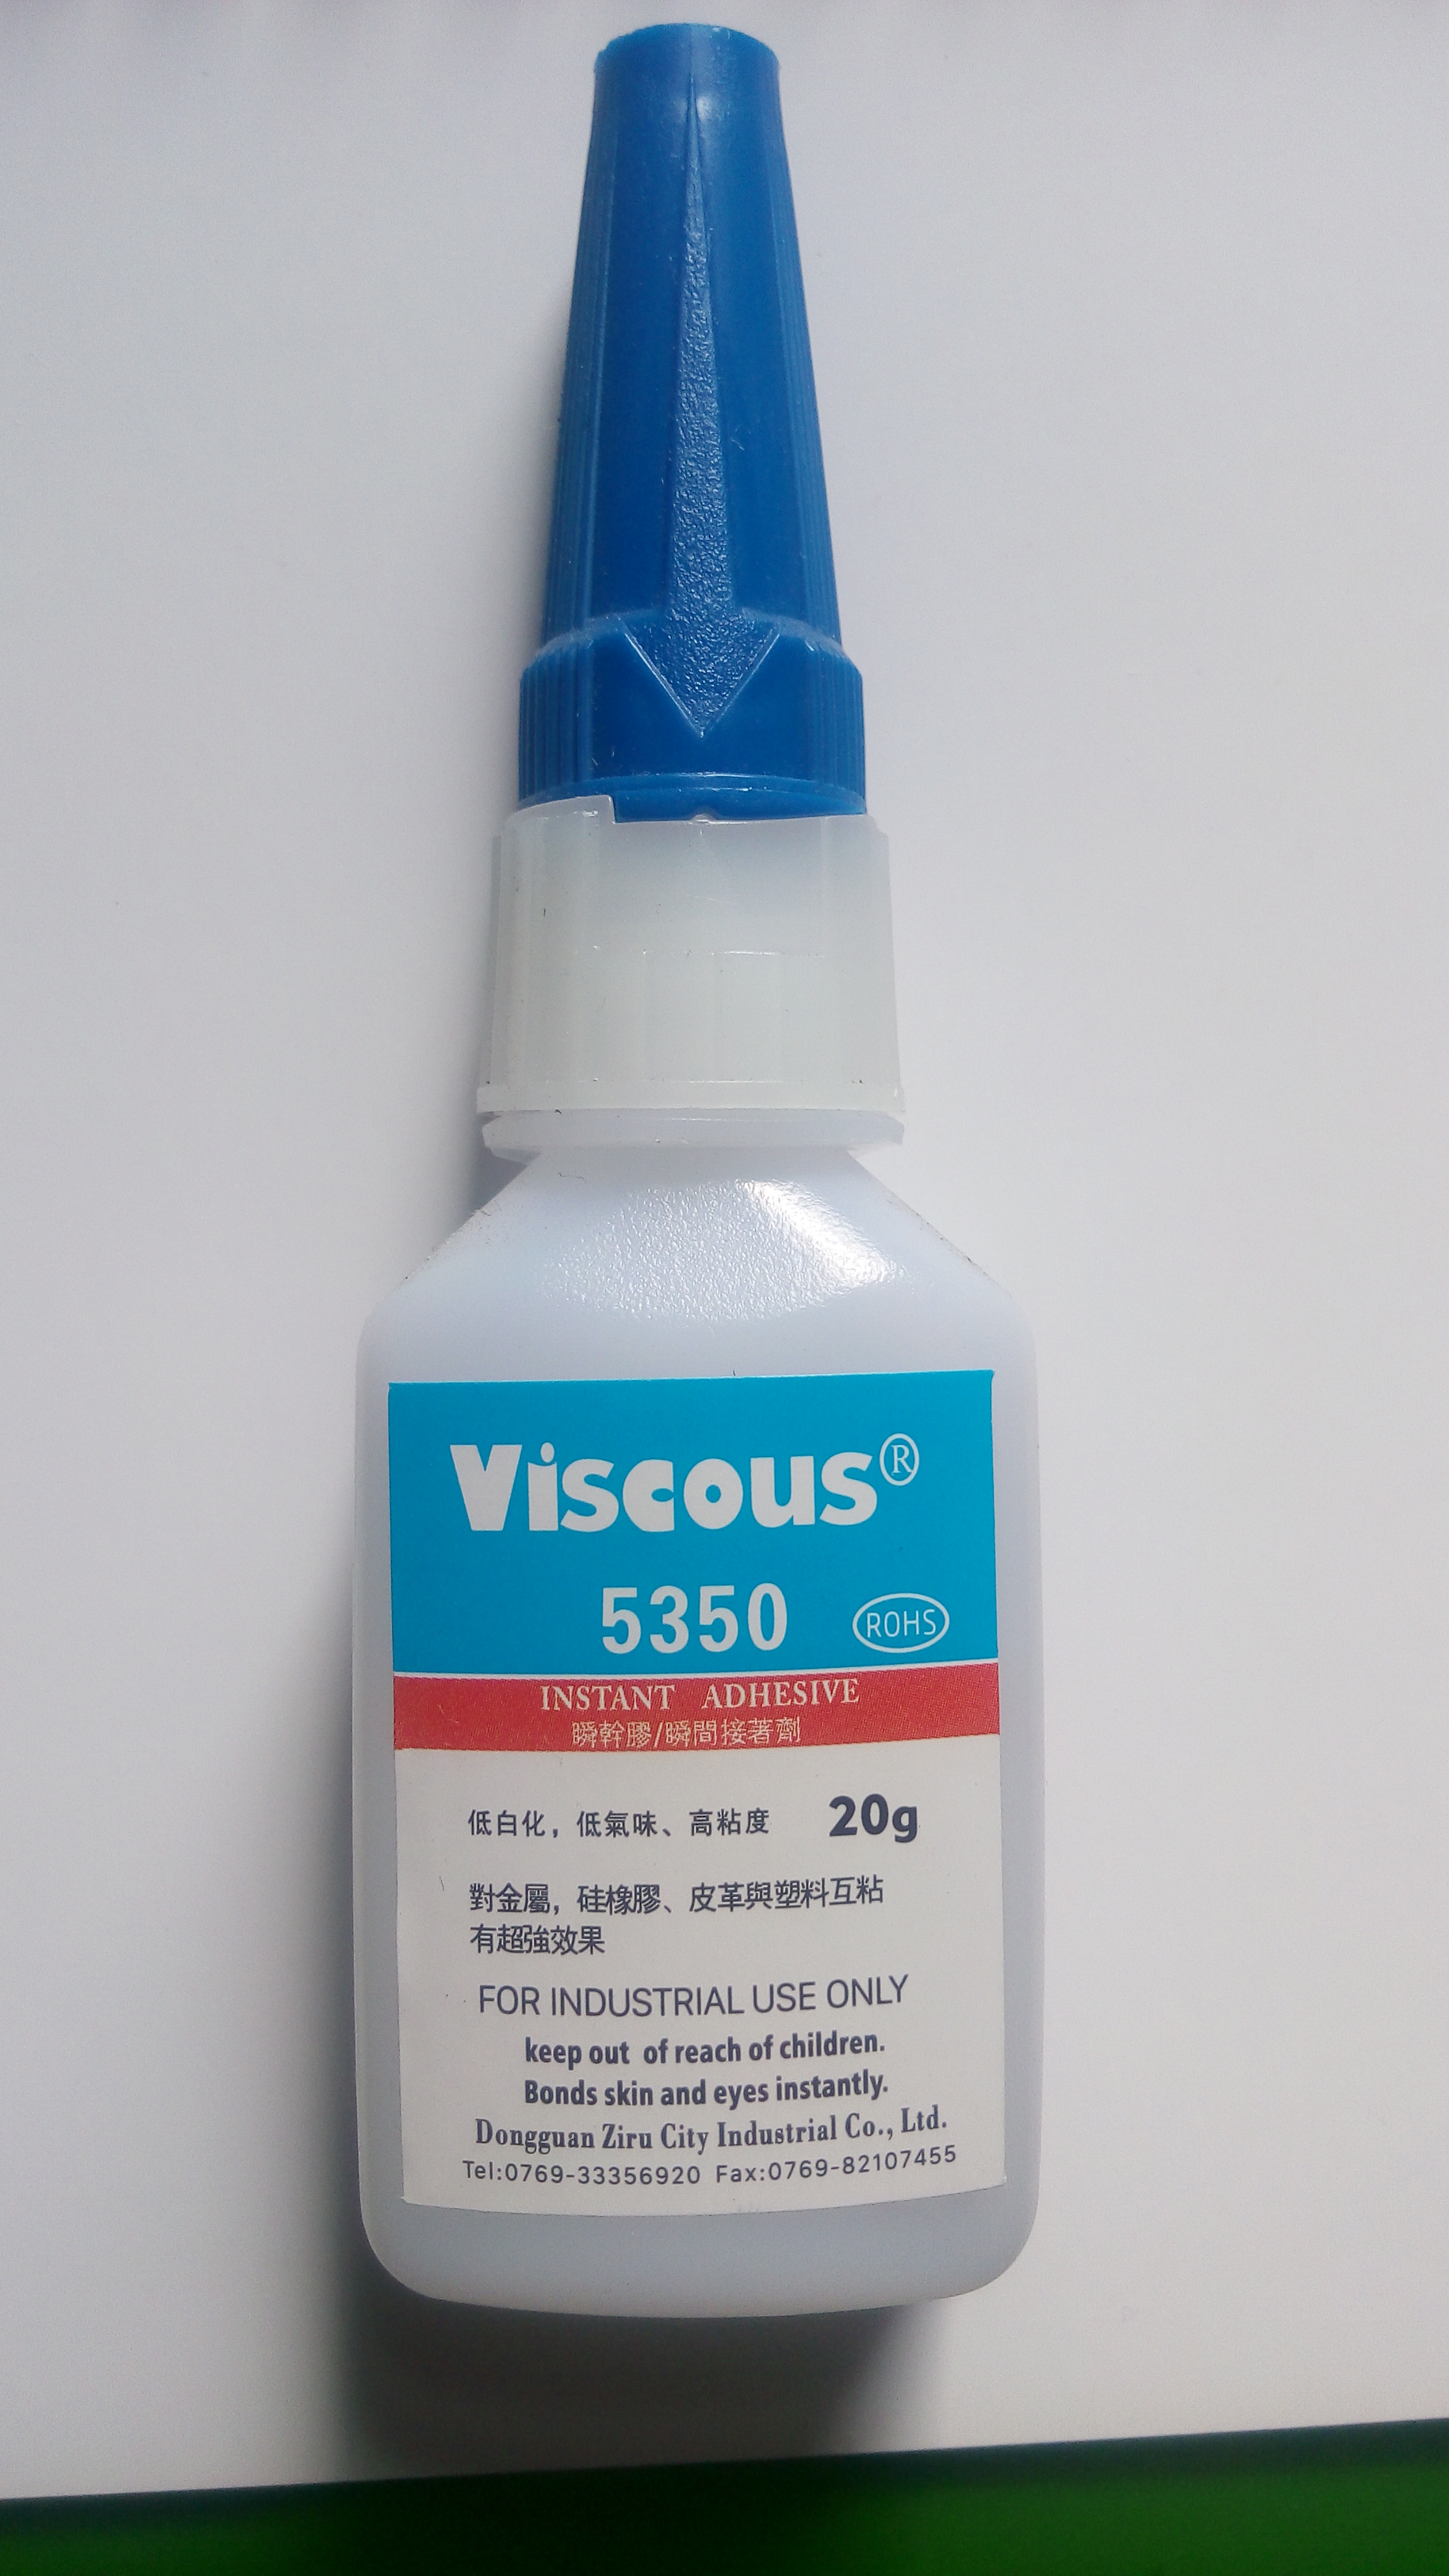 Viscous®
5350 ROHS
INSTANT ADHESIVE
瞬幹膠/瞬間接著劑
低白化，低氣味、高粘度 20g
對金屬，硅橡膠、皮革與塑料互粘
有超強效果
FOR INDUSTRIAL USE ONLY
keep out of reach of children.
Bonds skin and eyes instantly.
Dongguan Ziru City Industrial Co., Ltd.
Tel:0769-33356920 Fax:0769-82107455